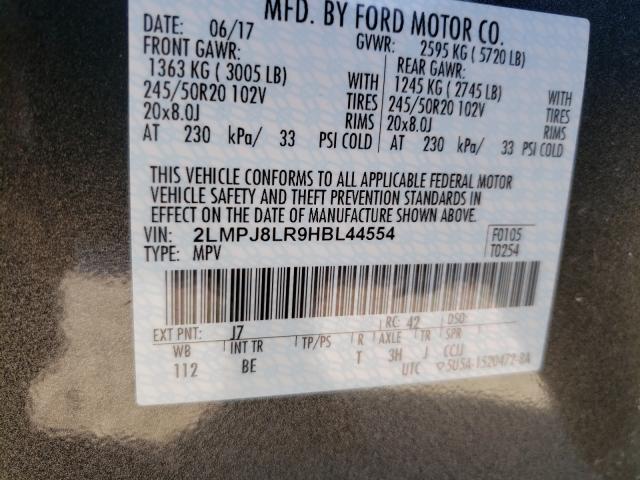 MFD. BY FORD MOTOR CO.
DATE: 06/17 GVWR: 2595 KG ( 5720 LB)
FRONT GAWR: REAR GAWR:
1363 KG ( 3005 LB) WITH 1245 KG ( 2745 LB) WITH
245/50R20 102V TIRES 245/50R20 102V TIRES
20x8.0J RIMS 20x8.0J RIMS
AT 230 kPa/ 33 PSI COLD AT 230 kPa/ 33 PSI COLD
THIS VEHICLE CONFORMS TO ALL APPLICABLE FEDERAL MOTOR
VEHICLE SAFETY AND THEFT PREVENTION STANDARDS IN
EFFECT ON THE DATE OF MANUFACTURE SHOWN ABOVE.
VIN: 2LMPJ8LR9HBL44554 F0105
TYPE: MPV T0254
EXT PNT: J7 RC: 42 DSO:
WB INT TR TP/PS R AXLE TR SPR
112 BE T 3H J CCIJ
UTC 5U5A-1520472-BA